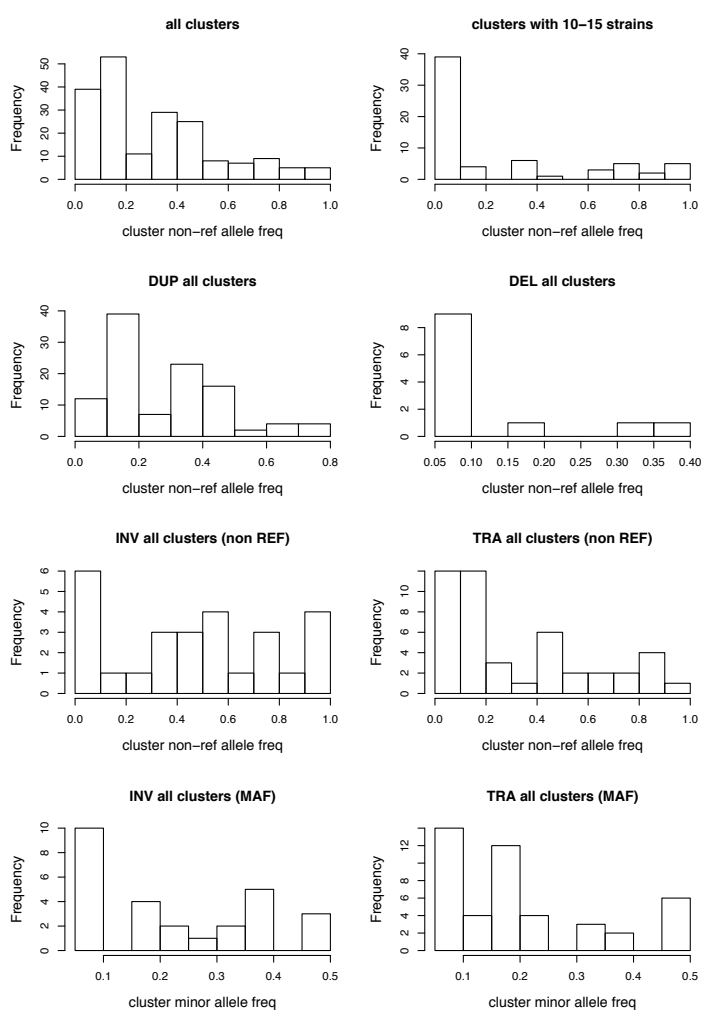 all clusters
Frequency
50
40
30
20
10
0
0.0 0.2 0.4 0.6 0.8 1.0
cluster non−ref allele freq
clusters with 10−15 strains
Frequency
40
30
20
10
0
0.0 0.2 0.4 0.6 0.8 1.0
cluster non−ref allele freq
DUP all clusters
Frequency
40
30
20
10
0
0.0 0.2 0.4 0.6 0.8
cluster non−ref allele freq
DEL all clusters
Frequency
8
6
4
2
0
0.05 0.10 0.15 0.20 0.25 0.30 0.35 0.40
cluster non−ref allele freq
INV all clusters (non REF)
Frequency
6
5
4
3
2
1
0
0.0 0.2 0.4 0.6 0.8 1.0
cluster non−ref allele freq
TRA all clusters (non REF)
Frequency
10
8
6
4
2
0
0.0 0.2 0.4 0.6 0.8 1.0
cluster non−ref allele freq
INV all clusters (MAF)
Frequency
10
8
6
4
2
0
0.1 0.2 0.3 0.4 0.5
cluster minor allele freq
TRA all clusters (MAF)
Frequency
12
8
6
4
2
0
0.1 0.2 0.3 0.4 0.5
cluster minor allele freq